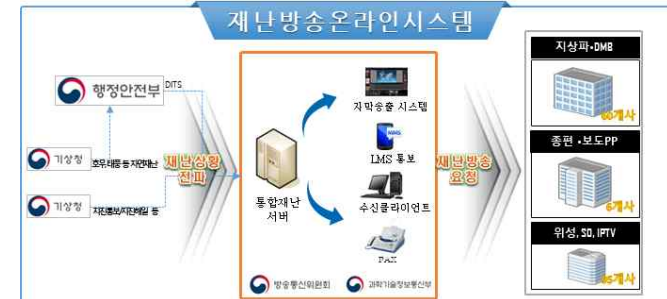 재난방송온라인시스템
행정안전부
DITS
기상청
호우,태풍 등 자연재난
기상청
지진통보/지진해일 등
재난상황
전파
통합재난
서버
자막송출 시스템
LMS 통보
수신클라이언트
FAX
방송통신위원회
과학기술정보통신부
재난방송
요청
지상파·DMB
종편 ·보도PP
6개사
위성, SO, IPTV